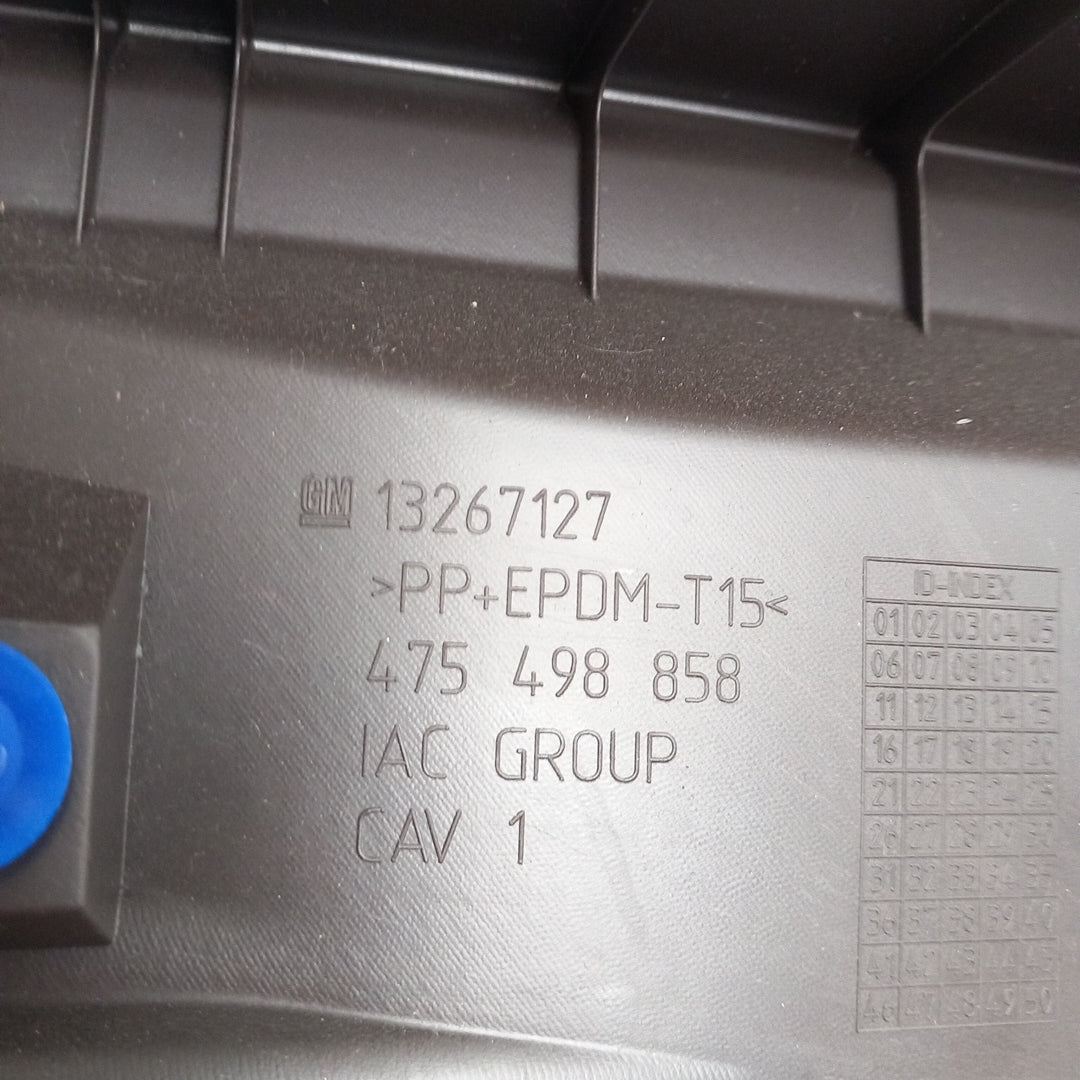 GM 13267127
>PP+EPDM-T15<
475 498 858
IAC GROUP
CAV 1
ID-INDEX
01 02 03 04 05
06 07 08 09 10
11 12 13 14 15
16 17 18 19 20
21 22 23 24 25
26 27 28 29 30
31 32 33 34 35
36 37 38 39 40
41 42 43 44 45
46 47 48 49 50